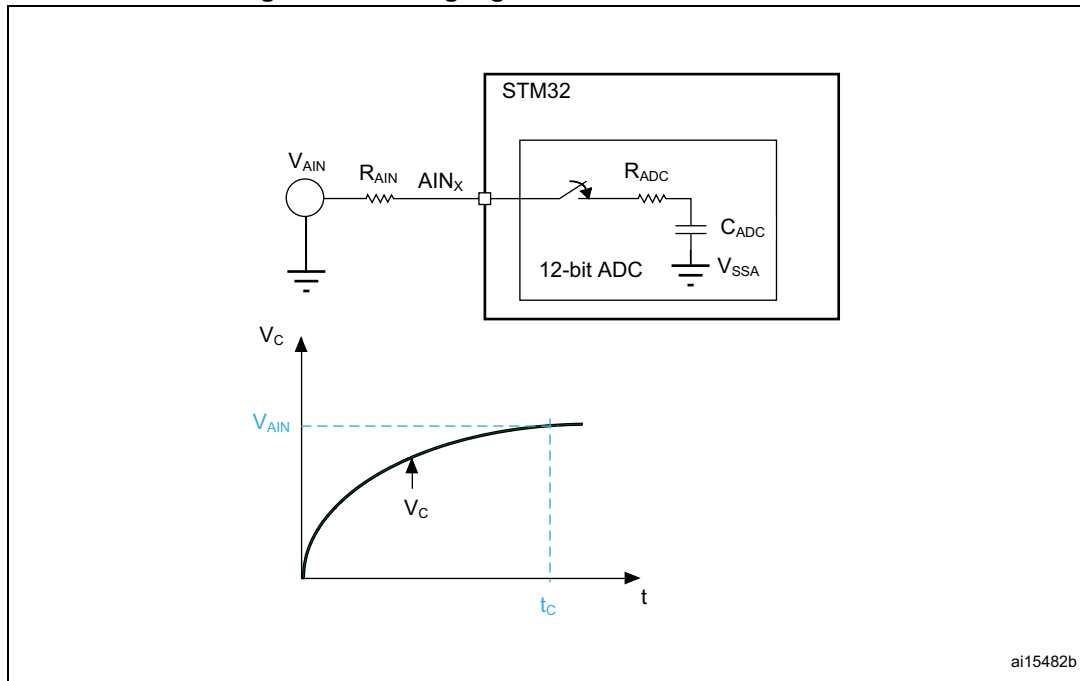 STM32
V_AIN
R_AIN
AIN_X
R_ADC
C_ADC
12-bit ADC
V_SSA
V_C
V_AIN
V_C
t_C
t
ai15482b